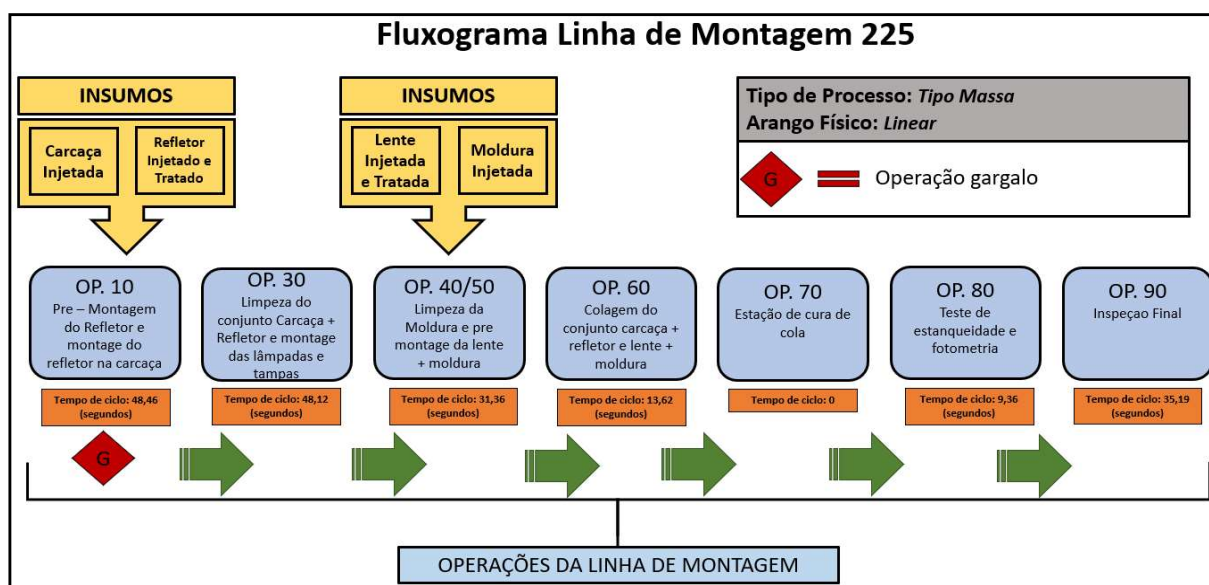 Fluxograma Linha de Montagem 225
INSUMOS
Carcaça
Injetada
Refletor
Injetado e
Tratado
INSUMOS
Lente
Injetada
e Tratada
Moldura
Injetada
Tipo de Processo: Tipo Massa
Arango Físico: Linear
G
Operação gargalo
OP. 10
Pre – Montagem
do Refletor e
montage do
refletor na carcaça
OP. 30
Limpeza do
conjunto Carcaça +
Refletor e montage
das lâmpadas e
tampas
OP. 40/50
Limpeza da
Moldura e pre
montage da lente
+ moldura
OP. 60
Colagem do
conjunto carcaça +
refletor e lente +
moldura
OP. 70
Estação de cura de
cola
OP. 80
Teste de
estanqueidade e
fotometria
OP. 90
Inspeçao Final
Tempo de ciclo: 48,46
(segundos)
Tempo de ciclo: 48,12
(segundos)
Tempo de ciclo: 31,36
(segundos)
Tempo de ciclo: 13,62
(segundos)
Tempo de ciclo: 0
Tempo de ciclo: 9,36
(segundos)
Tempo de ciclo: 35,19
(segundos)
G
OPERAÇÕES DA LINHA DE MONTAGEM